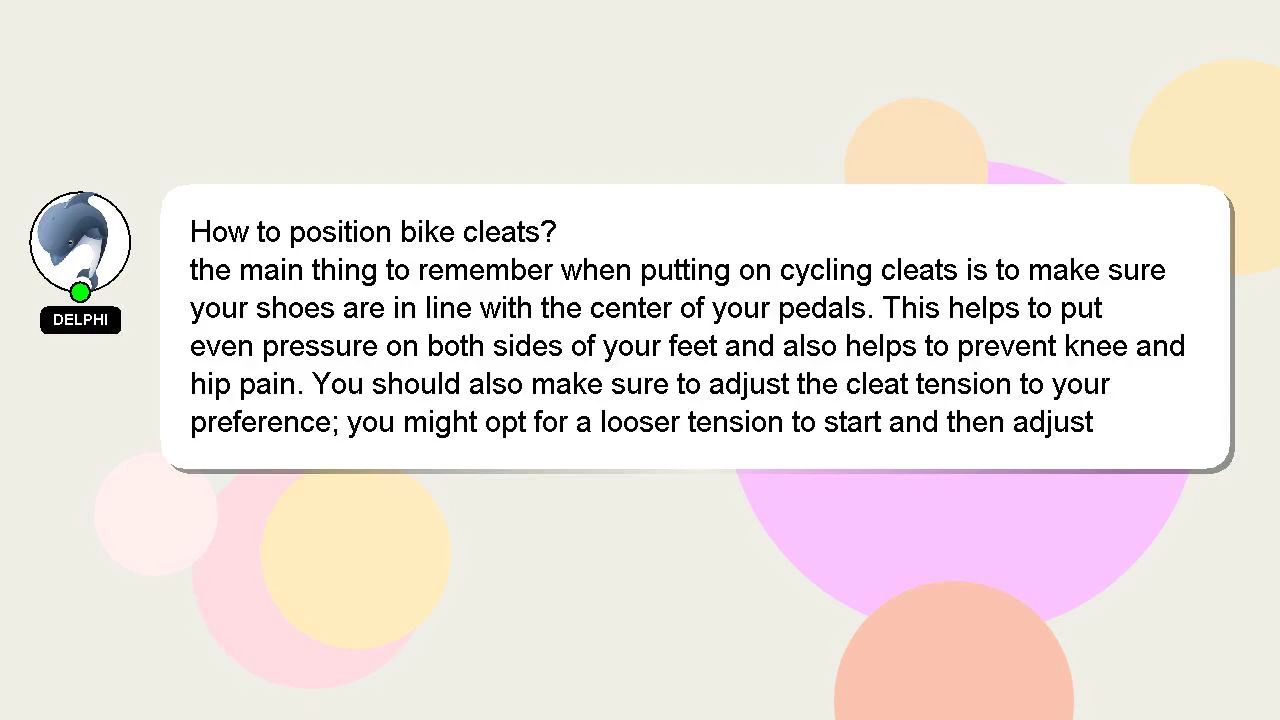 DELPHI
How to position bike cleats?
the main thing to remember when putting on cycling cleats is to make sure
your shoes are in line with the center of your pedals. This helps to put
even pressure on both sides of your feet and also helps to prevent knee and
hip pain. You should also make sure to adjust the cleat tension to your
preference; you might opt for a looser tension to start and then adjust